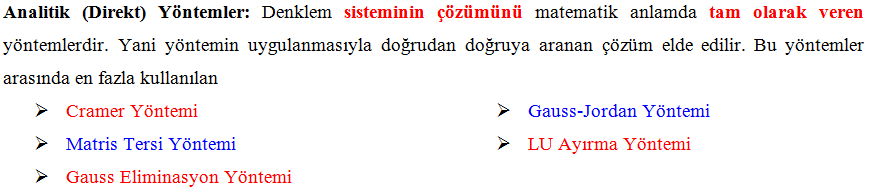 Analitik (Direkt) Yöntemler: Denklem sisteminin çözümünü matematik anlamda tam olarak veren
yöntemlerdir. Yani yöntemin uygulanmasıyla doğrudan doğruya aranan çözüm elde edilir. Bu yöntemler
arasında en fazla kullanılan
➢ Cramer Yöntemi
➢ Matris Tersi Yöntemi
➢ Gauss Eliminasyon Yöntemi
➢ Gauss-Jordan Yöntemi
➢ LU Ayırma Yöntemi